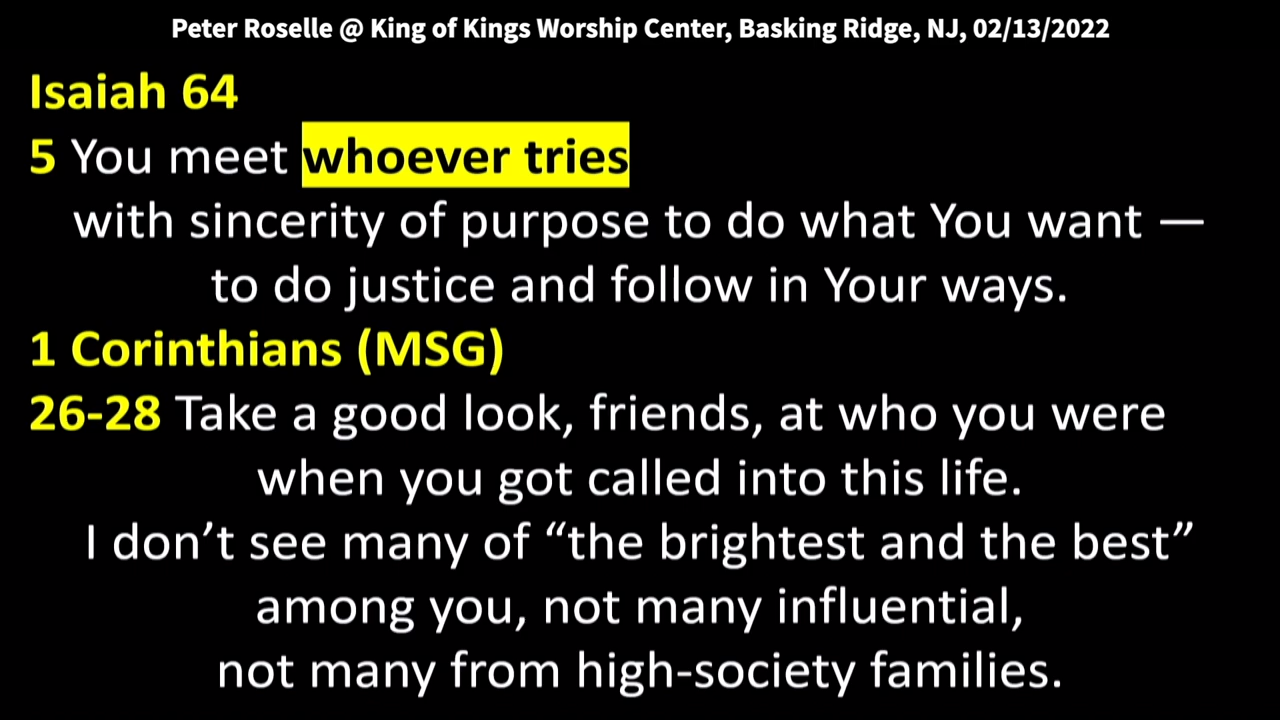 Peter Roselle @ King of Kings Worship Center, Basking Ridge, NJ, 02/13/2022
Isaiah 64
5 You meet whoever tries
with sincerity of purpose to do what You want —
to do justice and follow in Your ways.
1 Corinthians (MSG)
26-28 Take a good look, friends, at who you were
when you got called into this life.
I don’t see many of “the brightest and the best”
among you, not many influential,
not many from high-society families.